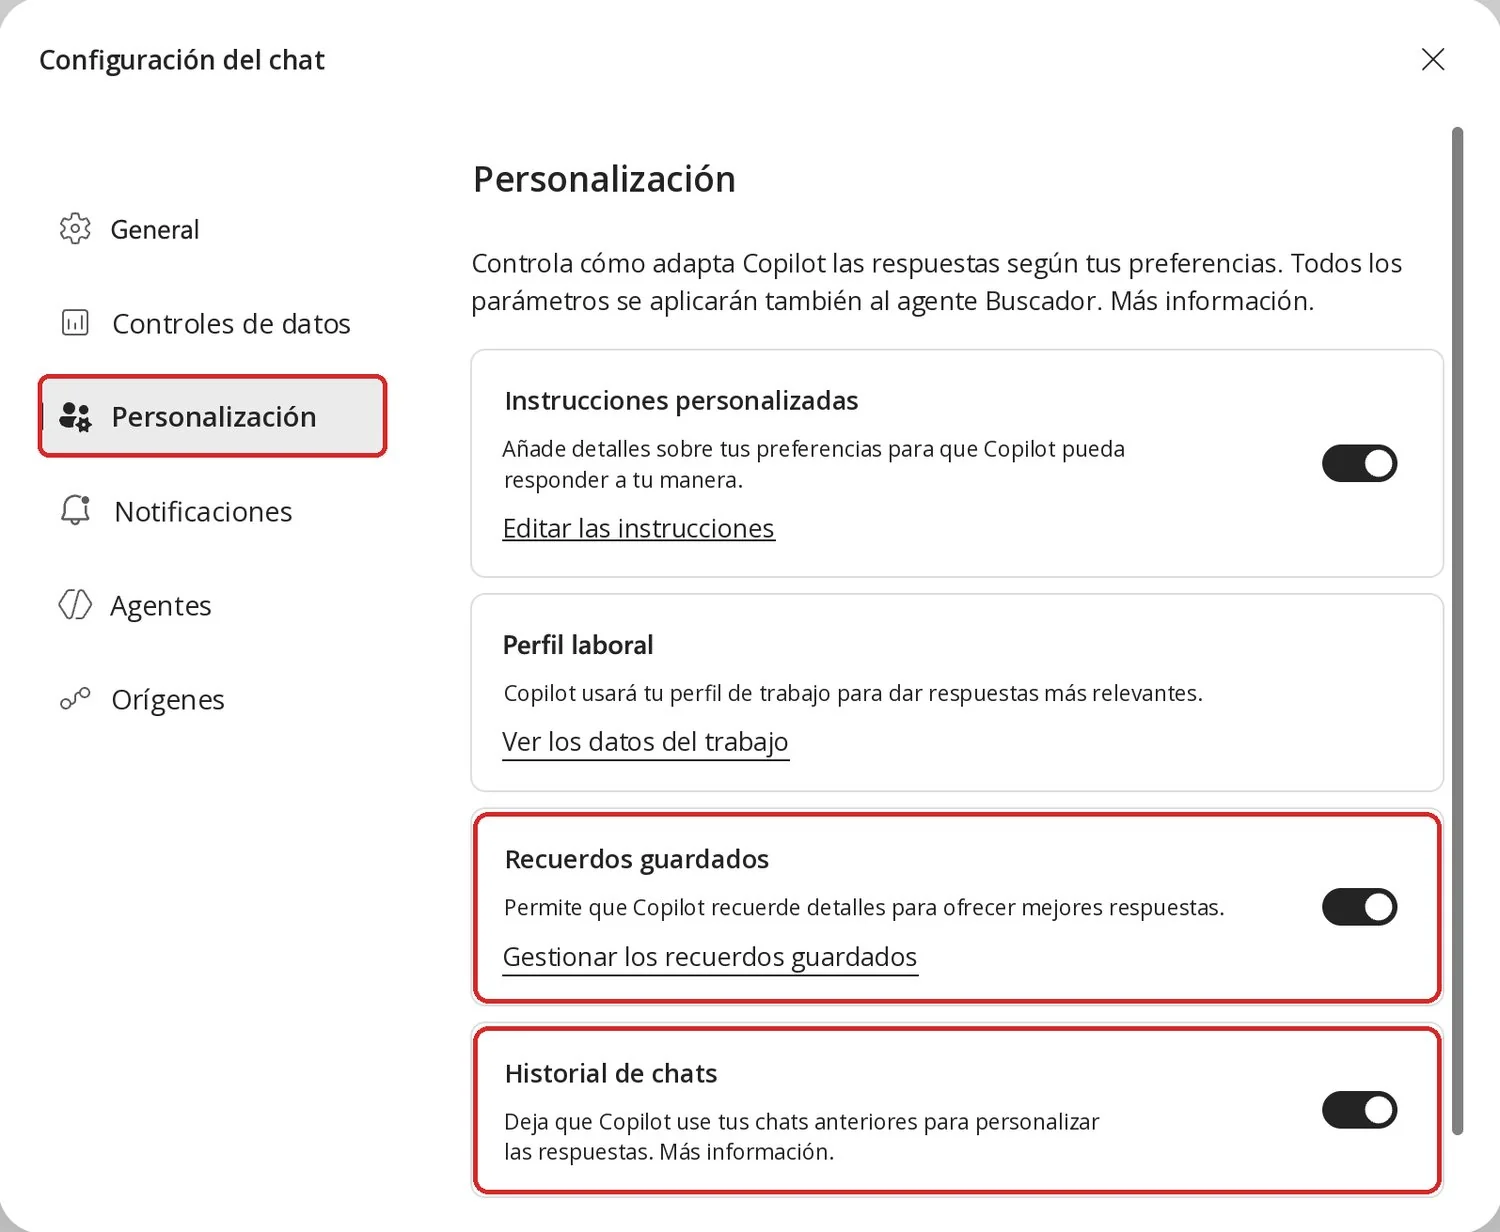 Configuración del chat
General
Controles de datos
Personalización
Notificaciones
Agentes
Orígenes
Personalización
Controla cómo adapta Copilot las respuestas según tus preferencias. Todos los
parámetros se aplicarán también al agente Buscador. Más información.
Instrucciones personalizadas
Añade detalles sobre tus preferencias para que Copilot pueda
responder a tu manera.
Editar las instrucciones
Perfil laboral
Copilot usará tu perfil de trabajo para dar respuestas más relevantes.
Ver los datos del trabajo
Recuerdos guardados
Permite que Copilot recuerde detalles para ofrecer mejores respuestas.
Gestionar los recuerdos guardados
Historial de chats
Deja que Copilot use tus chats anteriores para personalizar
las respuestas. Más información.